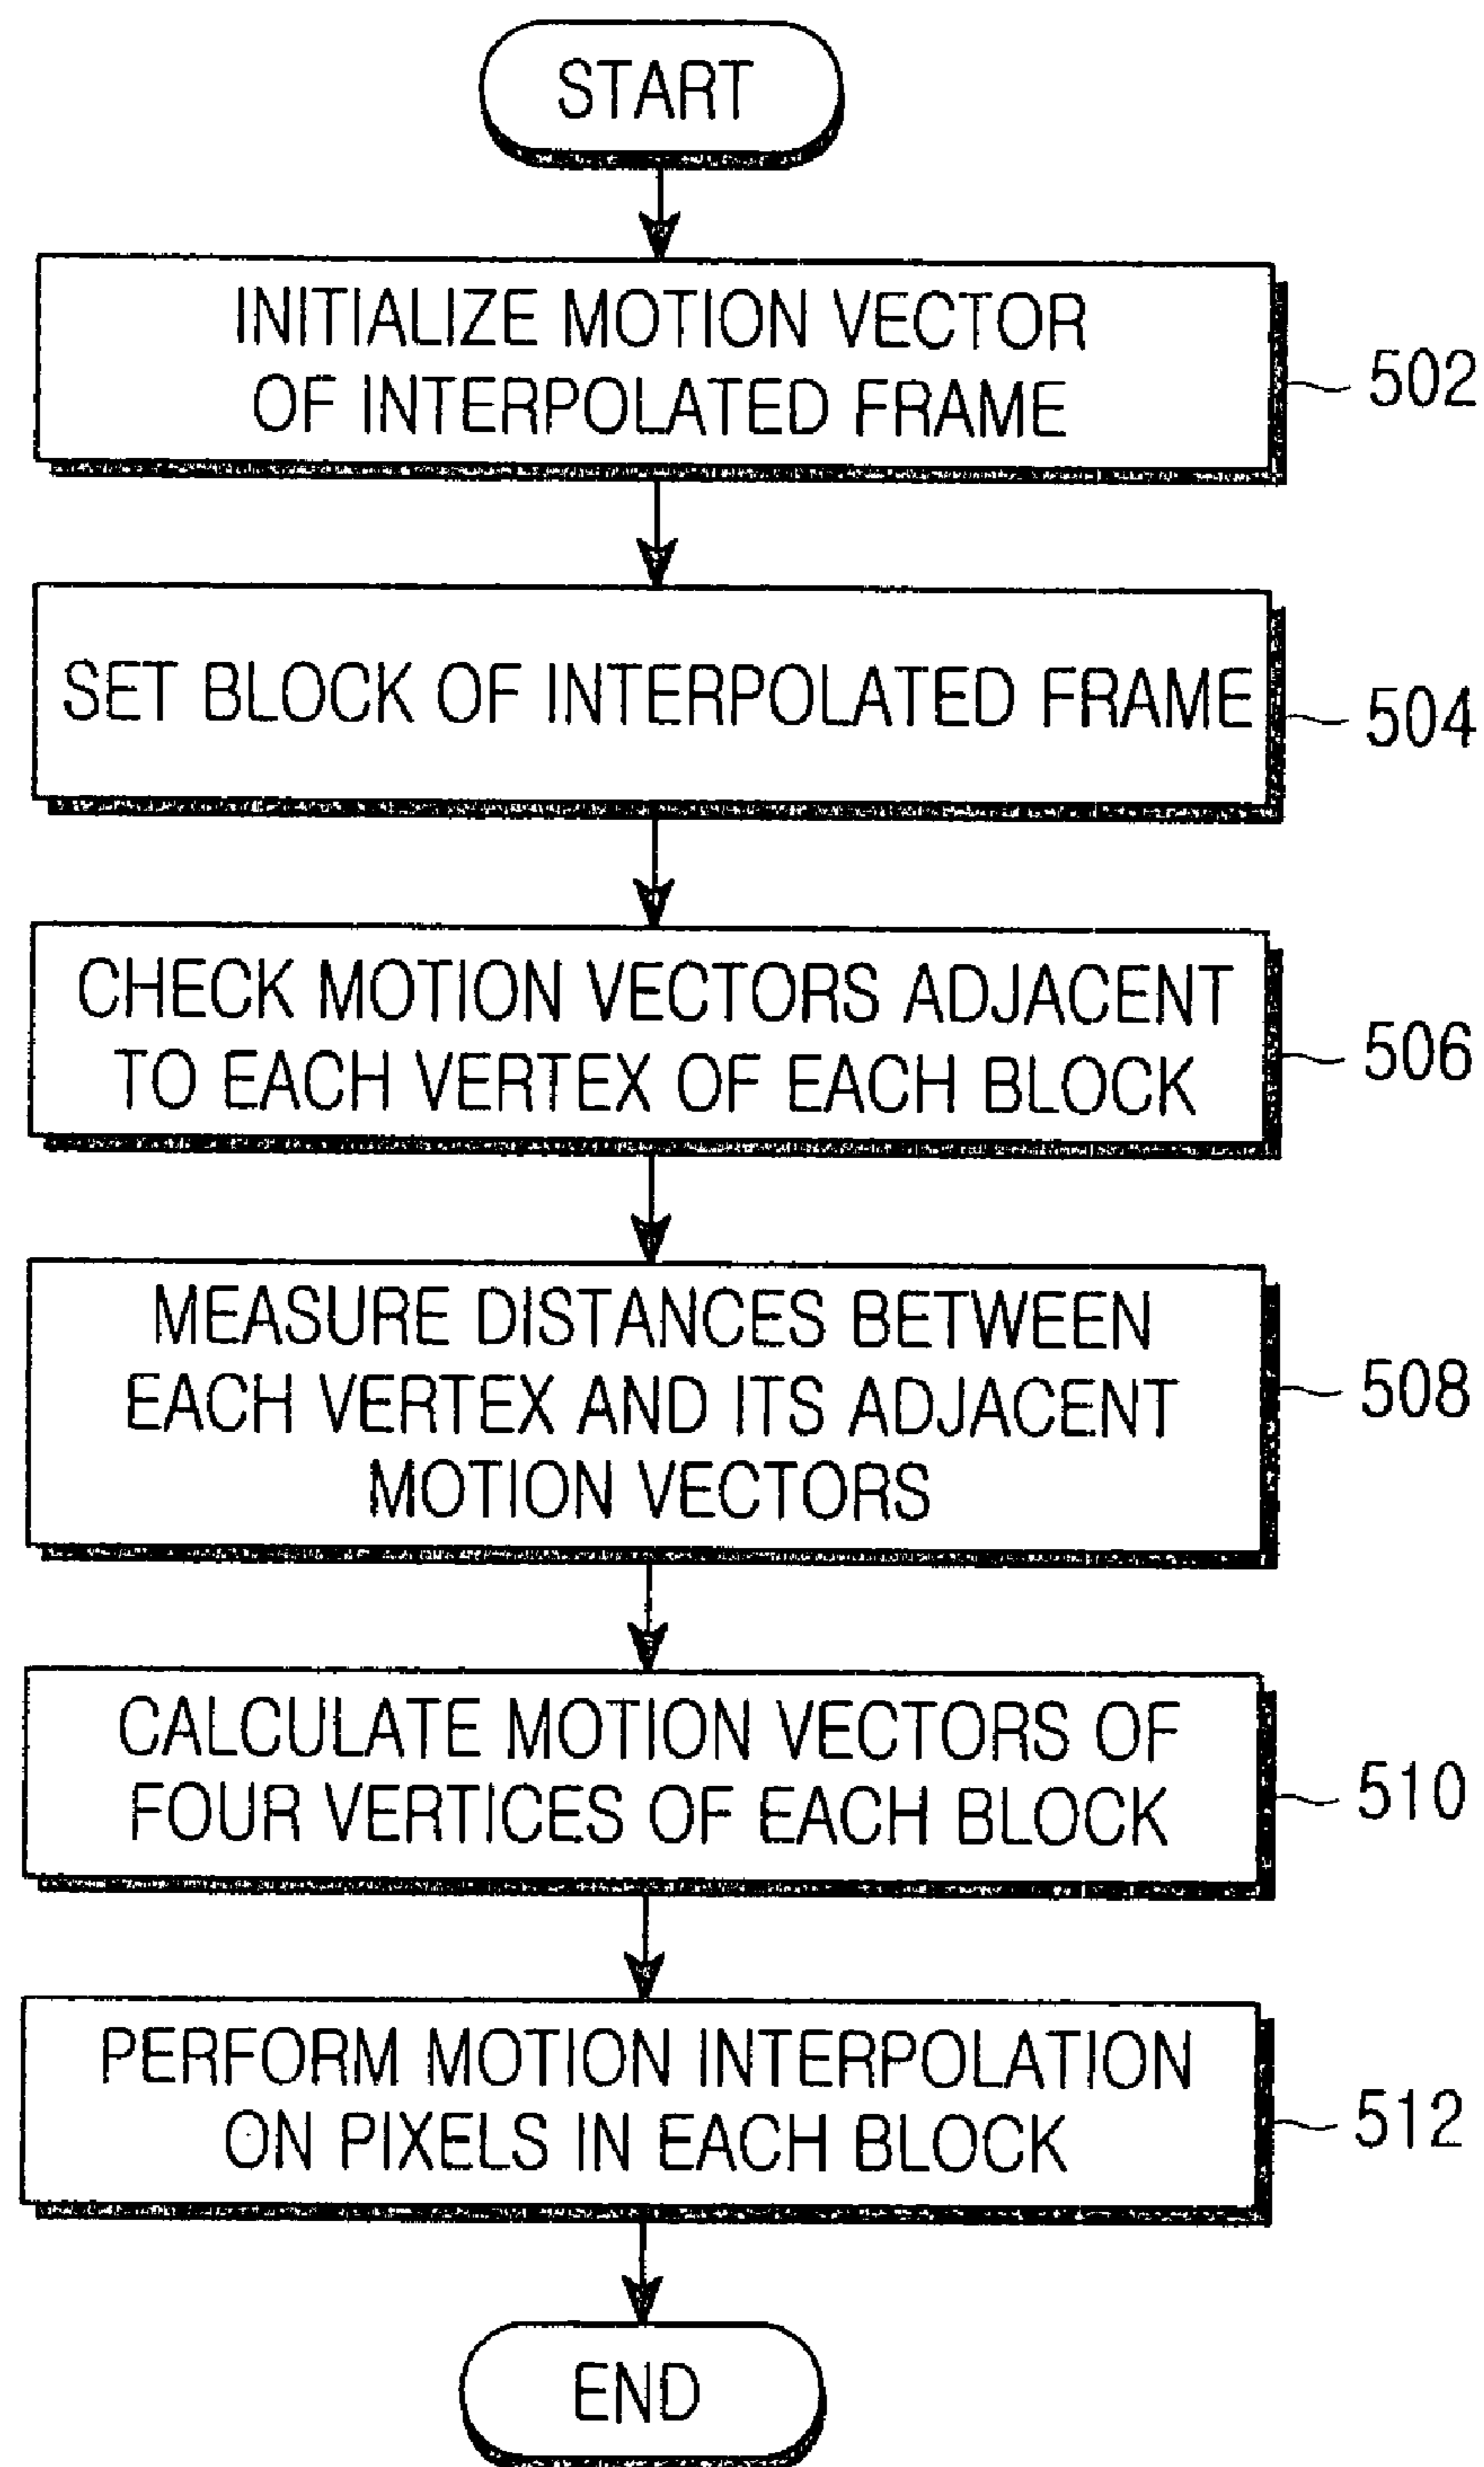 START
INITIALIZE MOTION VECTOR
OF INTERPOLATED FRAME
502
SET BLOCK OF INTERPOLATED FRAME
504
CHECK MOTION VECTORS ADJACENT
TO EACH VERTEX OF EACH BLOCK
506
MEASURE DISTANCES BETWEEN
EACH VERTEX AND ITS ADJACENT
MOTION VECTORS
508
CALCULATE MOTION VECTORS OF
FOUR VERTICES OF EACH BLOCK
510
PERFORM MOTION INTERPOLATION
ON PIXELS IN EACH BLOCK
512
END